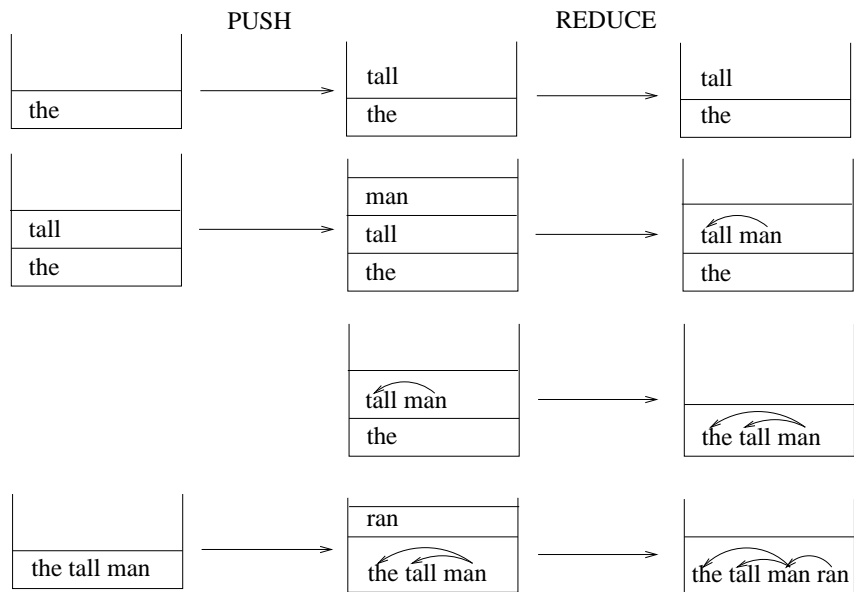 PUSH REDUCE
tall tall
the the the
man
tall tall tall man
the the the
tall man
the the tall man
ran
the tall man the tall man the tall man ran